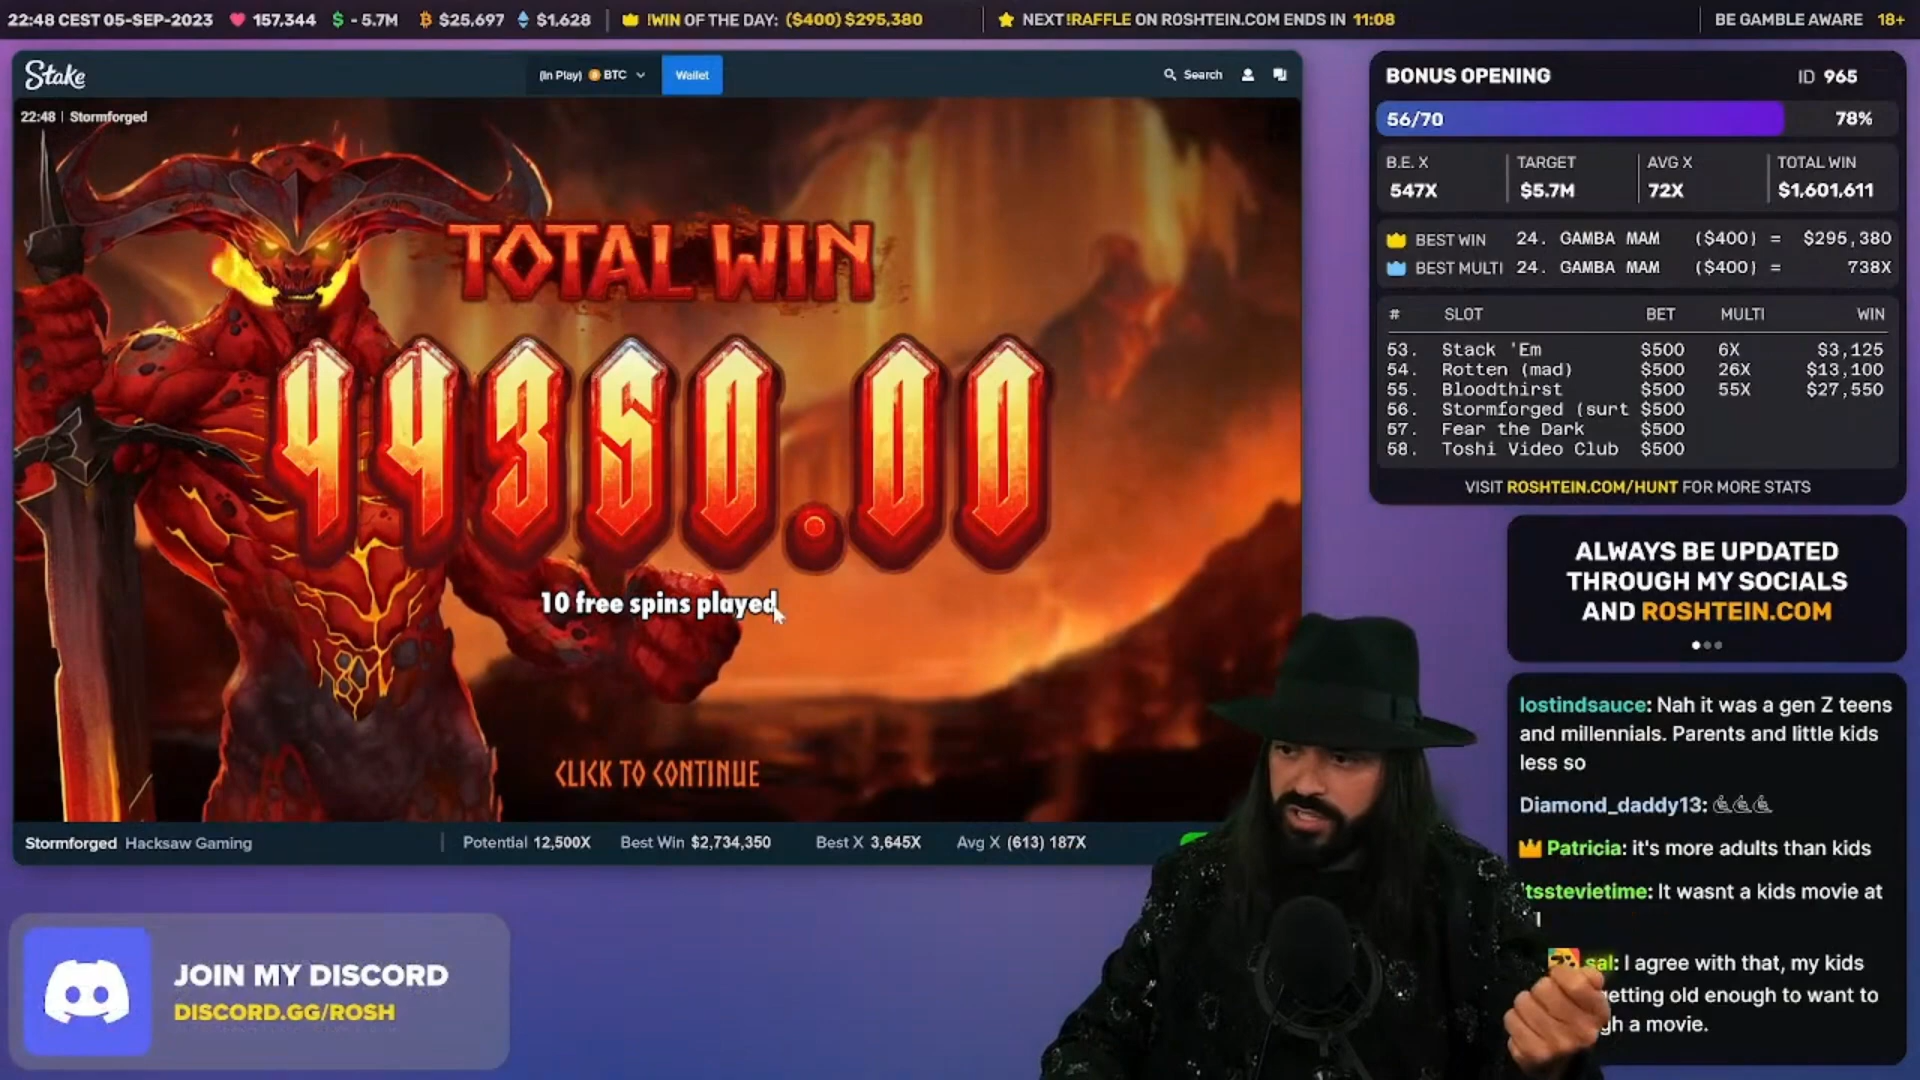 22:48 CEST 05-SEP-2023 157,344 $ - 5.7M $25,697 $1,628 !WIN OF THE DAY: ($400) $295,380 NEXT !RAFFLE ON ROSHTEIN.COM ENDS IN 11:08 BE GAMBLE AWARE 18+
Stake (In Play) BTC Wallet Search
22:48 | Stormforged
TOTAL WIN
44350.00
10 free spins played
CLICK TO CONTINUE
Stormforged Hacksaw Gaming Potential 12,500X Best Win $2,734,350 Best X 3,645X Avg X (613) 187X
JOIN MY DISCORD
DISCORD.GG/ROSH
BONUS OPENING ID 965
56/70 78%
B.E. X TARGET AVG X TOTAL WIN
547X $5.7M 72X $1,601,611
BEST WIN 24. GAMBA MAM ($400) = $295,380
BEST MULTI 24. GAMBA MAM ($400) = 738X
# SLOT BET MULTI WIN
53. Stack 'Em $500 6X $3,125
54. Rotten (mad) $500 26X $13,100
55. Bloodthirst $500 55X $27,550
56. Stormforged (surt $500
57. Fear the Dark $500
58. Toshi Video Club $500
VISIT ROSHTEIN.COM/HUNT FOR MORE STATS
ALWAYS BE UPDATED
THROUGH MY SOCIALS
AND ROSHTEIN.COM
lostindsauce: Nah it was a gen Z teens
and millennials. Parents and little kids
less so
Diamond_daddy13:
Patricia: it's more adults than kids
tsstevietime: It wasnt a kids movie at
sal: I agree with that, my kids
getting old enough to want to
a movie.